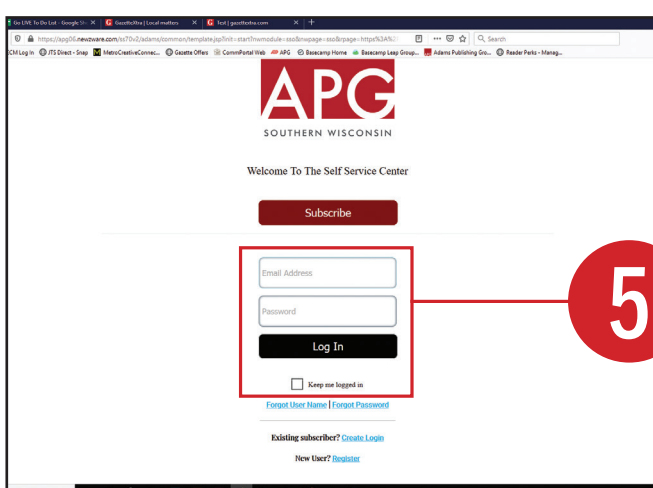 Go LIVE To Do List - Google Sh X G GazetteXtra | Local matters X G Test | gazettextra.com X +
https://apg06.newzware.com/ss70v2/adams/common/template.jsp?init=start?nwmodule=sso&nwpage=sso&rpage=https%3A%2 ... Search
CM Log In JTS Direct - Snap M MetroCreativeConnec... Gazette Offers CommPortal Web APG Basecamp Home Basecamp Leap Group... Adams Publishing Gro... Reader Perks - Manag...
APG
SOUTHERN WISCONSIN
Welcome To The Self Service Center
Subscribe
Email Address
Password
Log In
Keep me logged in
Forgot User Name | Forgot Password
Existing subscriber? Create Login
New User? Register
5